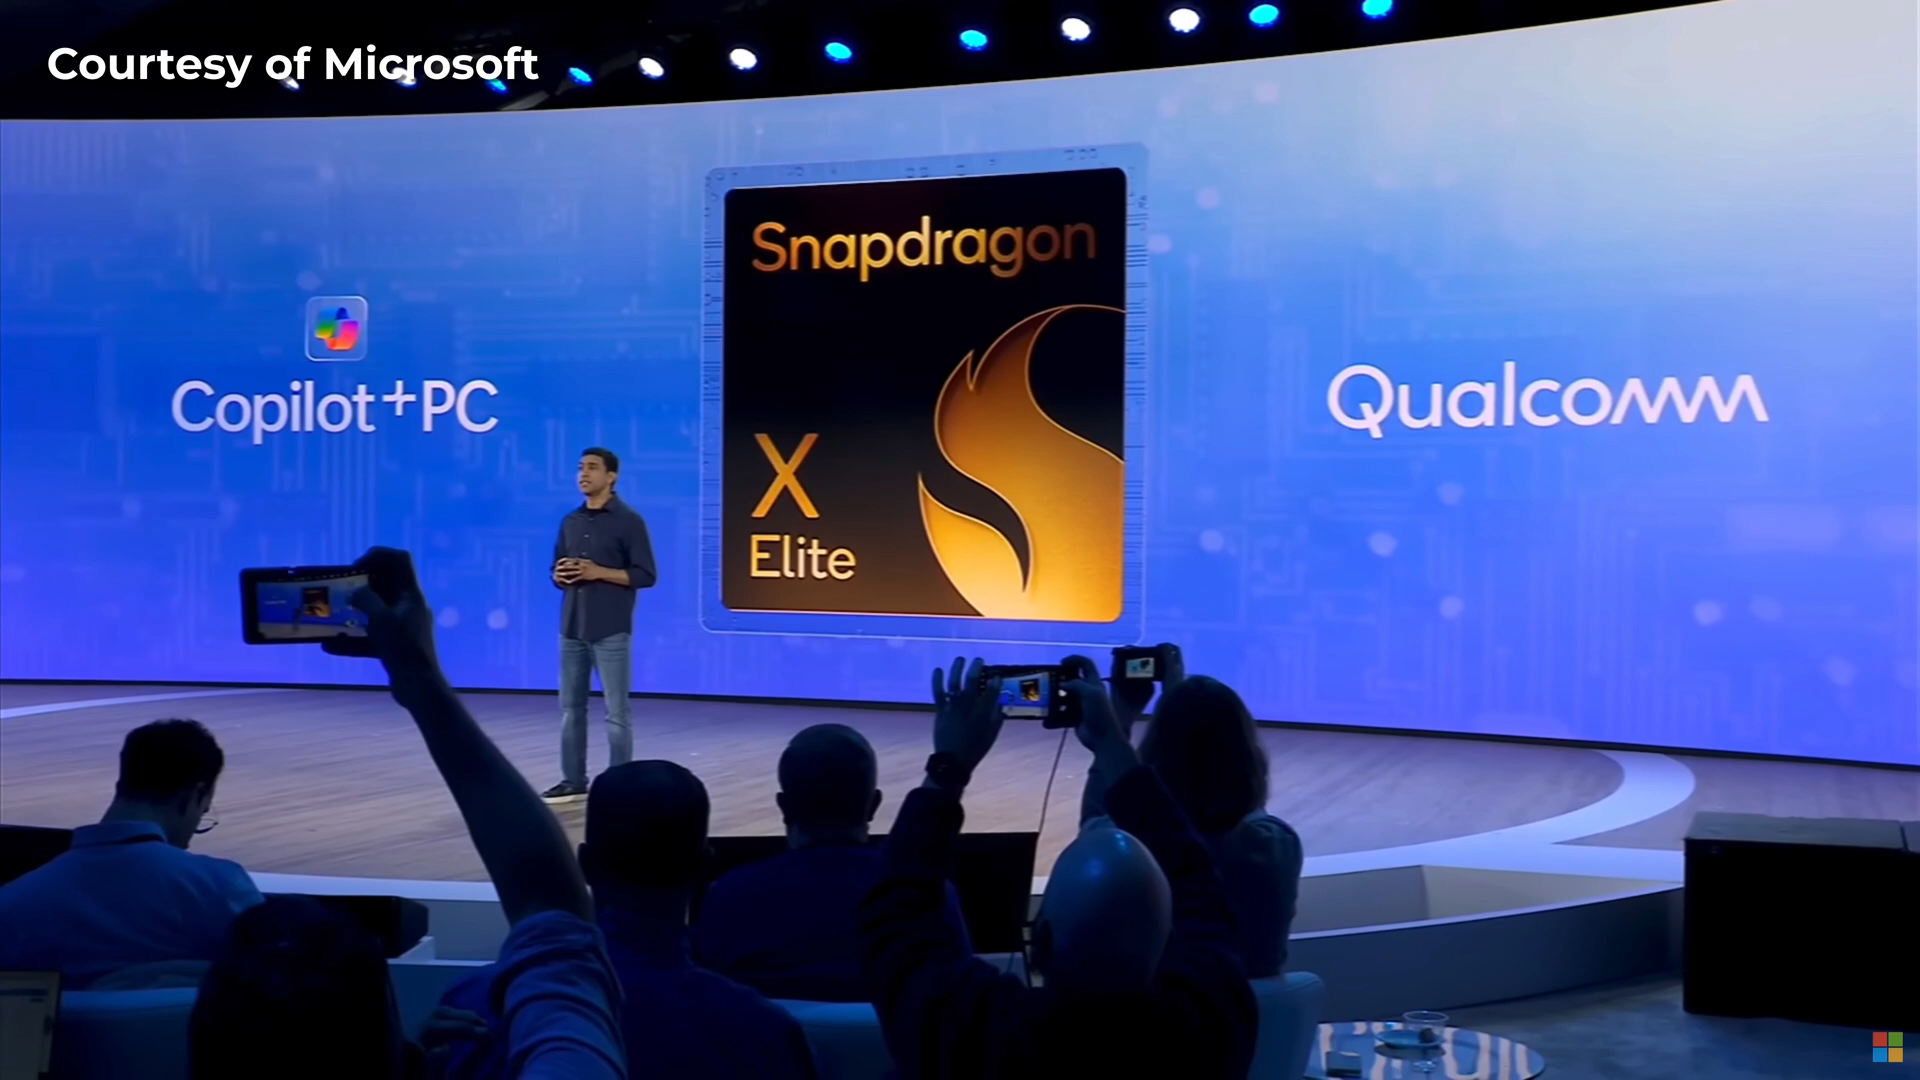 Courtesy of Microsoft
Snapdragon
Copilot+PC
Qualcomm
X
Elite